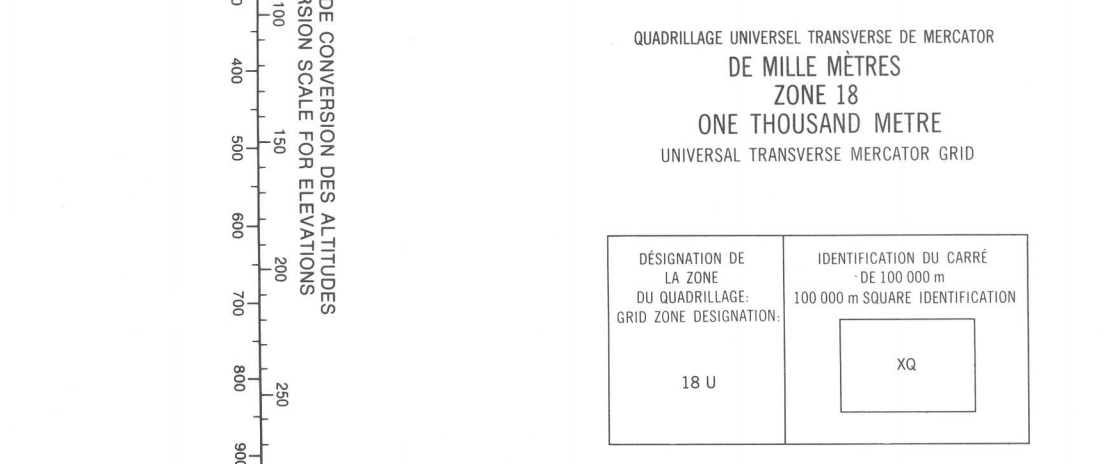 DE CONVERSION DES ALTITUDES
SION SCALE FOR ELEVATIONS
100
150
200
250
400
500
600
700
800
900
QUADRILLAGE UNIVERSEL TRANSVERSE DE MERCATOR
DE MILLE MÈTRES
ZONE 18
ONE THOUSAND METRE
UNIVERSAL TRANSVERSE MERCATOR GRID
DÉSIGNATION DE
LA ZONE
DU QUADRILLAGE:
GRID ZONE DESIGNATION:
18 U
IDENTIFICATION DU CARRÉ
DE 100 000 m
100 000 m SQUARE IDENTIFICATION
XQ